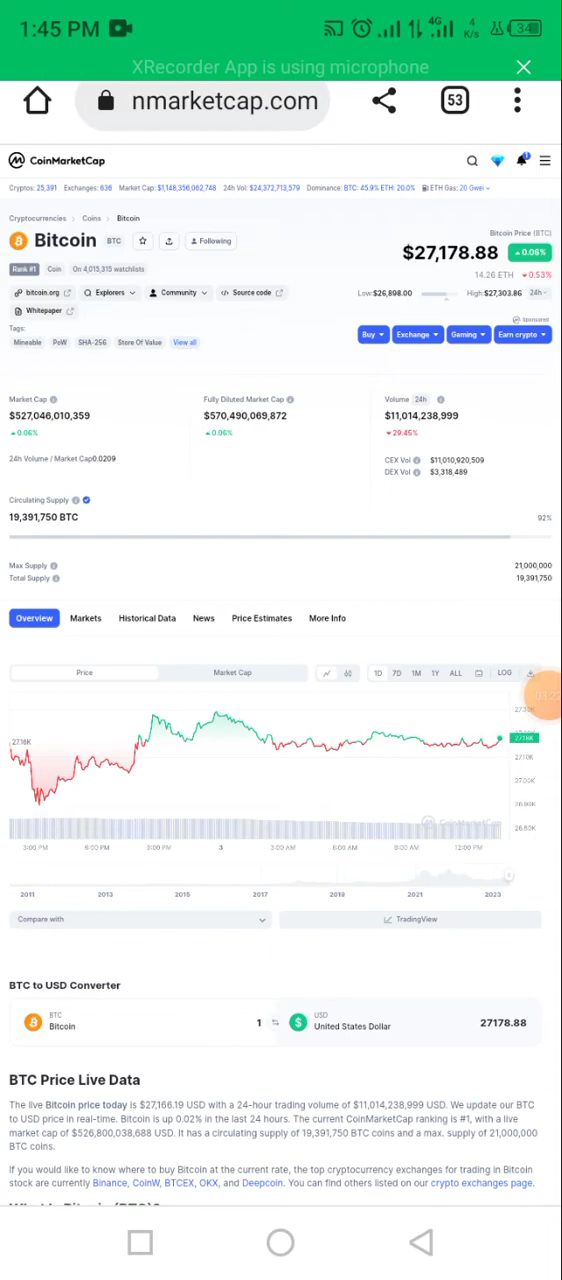 1:45 PM
4G
4
K/s
34
XRecorder App is using microphone
nmarketcap.com
53
CoinMarketCap
Cryptos: 25,391 Exchanges: 636 Market Cap: $1,148,356,062,748 24h Vol: $24,372,713,579 Dominance: BTC: 45.9% ETH: 20.0% ETH Gas: 20 Gwei
Cryptocurrencies Coins Bitcoin
Bitcoin BTC Following
Bitcoin Price (BTC)
$27,178.88 0.06%
14.26 ETH 0.53%
Rank #1 Coin On 4,015,315 watchlists
Low:$26,898.00 High:$27,303.86 24h
bitcoin.org Explorers Community Source code
Whitepaper
Sponsored
Tags:
Buy Exchange Gaming Earn crypto
Mineable PoW SHA-256 Store Of Value View all
Market Cap Fully Diluted Market Cap Volume 24h
$527,046,010,359 $570,490,069,872 $11,014,238,999
0.06% 0.06% 29.45%
24h Volume / Market Cap0.0209
CEX Vol $11,010,920,509
DEX Vol $3,318,489
Circulating Supply
19,391,750 BTC 92%
Max Supply 21,000,000
Total Supply 19,391,750
Overview Markets Historical Data News Price Estimates More Info
Price Market Cap 1D 7D 1M 1Y ALL LOG
27.16K
27.10K
27.00K
CoinMarketCap
26.80K
3:00 PM 6:00 PM 9:00 PM 3 3:00 AM 6:00 AM 9:00 AM 12:00 PM
2011 2013 2015 2017 2019 2021 2023
Compare with TradingView
BTC to USD Converter
BTC
Bitcoin 1
USD
United States Dollar 27178.88
BTC Price Live Data
The live Bitcoin price today is $27,166.19 USD with a 24-hour trading volume of $11,014,238,999 USD. We update our BTC
to USD price in real-time. Bitcoin is up 0.02% in the last 24 hours. The current CoinMarketCap ranking is #1, with a live
market cap of $526,800,038,688 USD. It has a circulating supply of 19,391,750 BTC coins and a max. supply of 21,000,000
BTC coins.
If you would like to know where to buy Bitcoin at the current rate, the top cryptocurrency exchanges for trading in Bitcoin
stock are currently Binance, CoinW, BTCEX, OKX, and Deepcoin. You can find others listed on our crypto exchanges page.